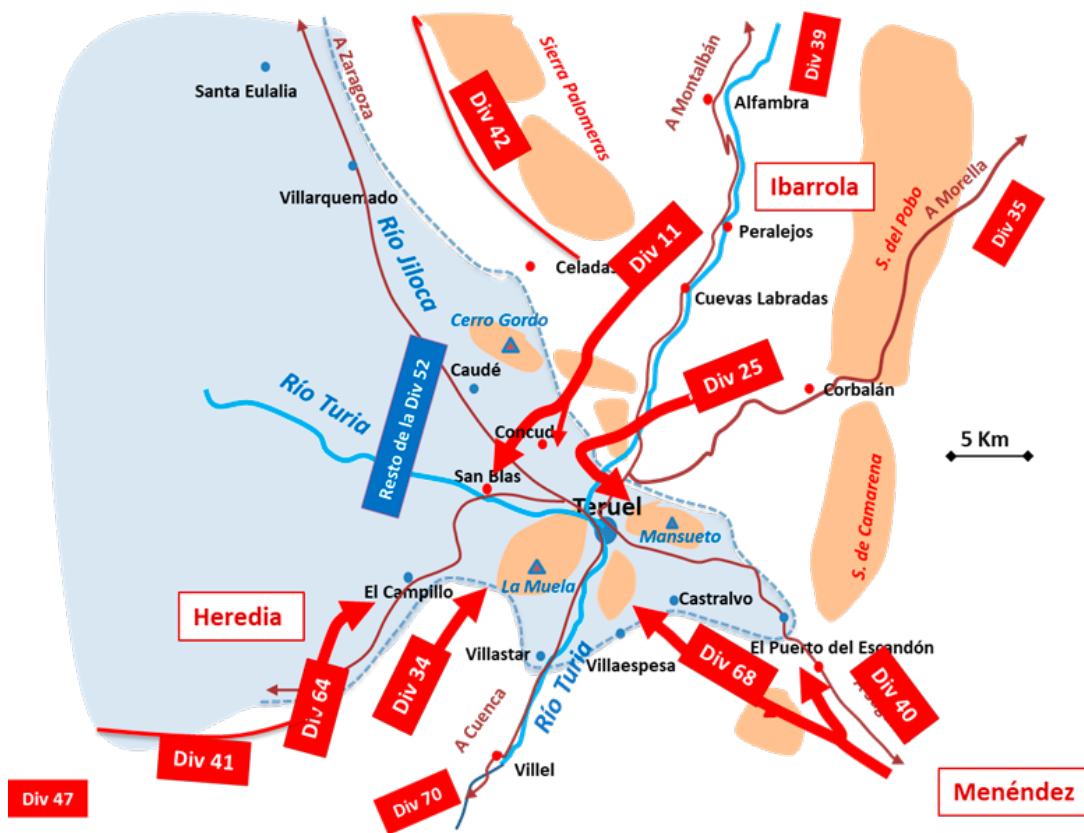 A Zaragoza
Santa Eulalia
Div 42
Sierra Palomeras
A Montalbán
Div 39
Alfambra
Villarquemado
Ibarrola
S. del Pobo
A Morella
Div 35
Río Jiloca
Div 11
Peralejos
Celadas
Cuevas Labradas
Cerro Gordo
Caudé
Resto de la Div 52
Río Turia
Div 25
Corbalán
Concud
5 Km
San Blas
Teruel
Mansueto
S. de Camarena
La Muela
El Campillo
Castralvo
Heredia
El Puerto del Escandón
Villastar
Villaespesa
Div 64
Div 34
Div 68
Div 40
Río Turia
A Cuenca
Div 41
Villel
Div 70
Div 47
Menéndez